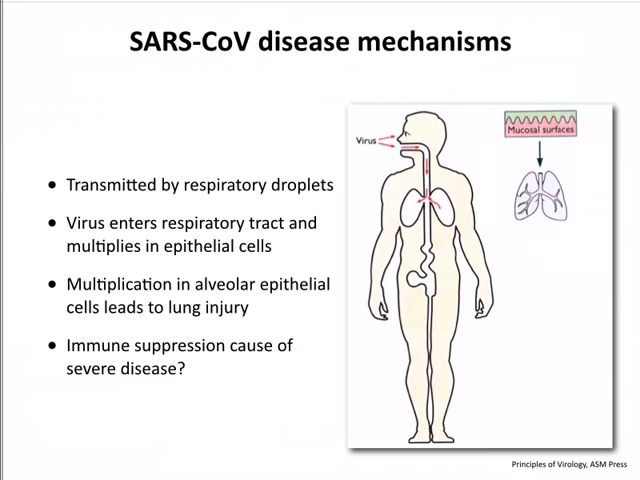 SARS-CoV disease mechanisms
Virus
Mucosal surfaces
• Transmitted by respiratory droplets
• Virus enters respiratory tract and
multiplies in epithelial cells
• Multiplication in alveolar epithelial
cells leads to lung injury
• Immune suppression cause of
severe disease?
Principles of Virology, ASM Press